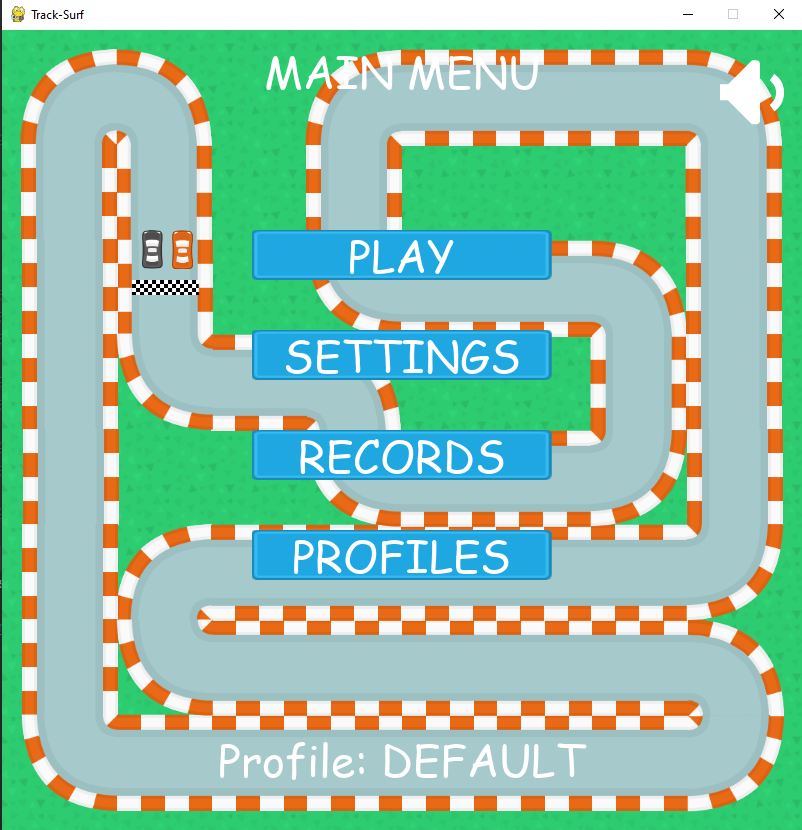 Track-Surf
MAIN MENU
PLAY
SETTINGS
RECORDS
PROFILES
Profile: DEFAULT